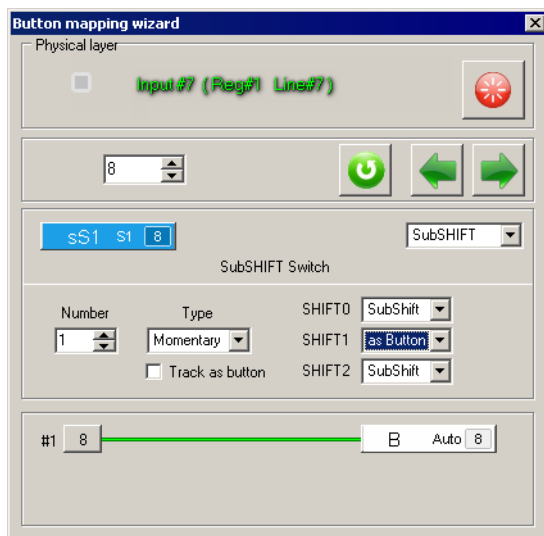 Button mapping wizard
Physical layer
Input#7 (Reg#1 Line#7)
8
sS1 S1 8
SubSHIFT
SubSHIFT Switch
Number
Type
SHIFT0 SubShift
1
Momentary
SHIFT1 as Button
Track as button
SHIFT2 SubShift
#1 8
B Auto 8